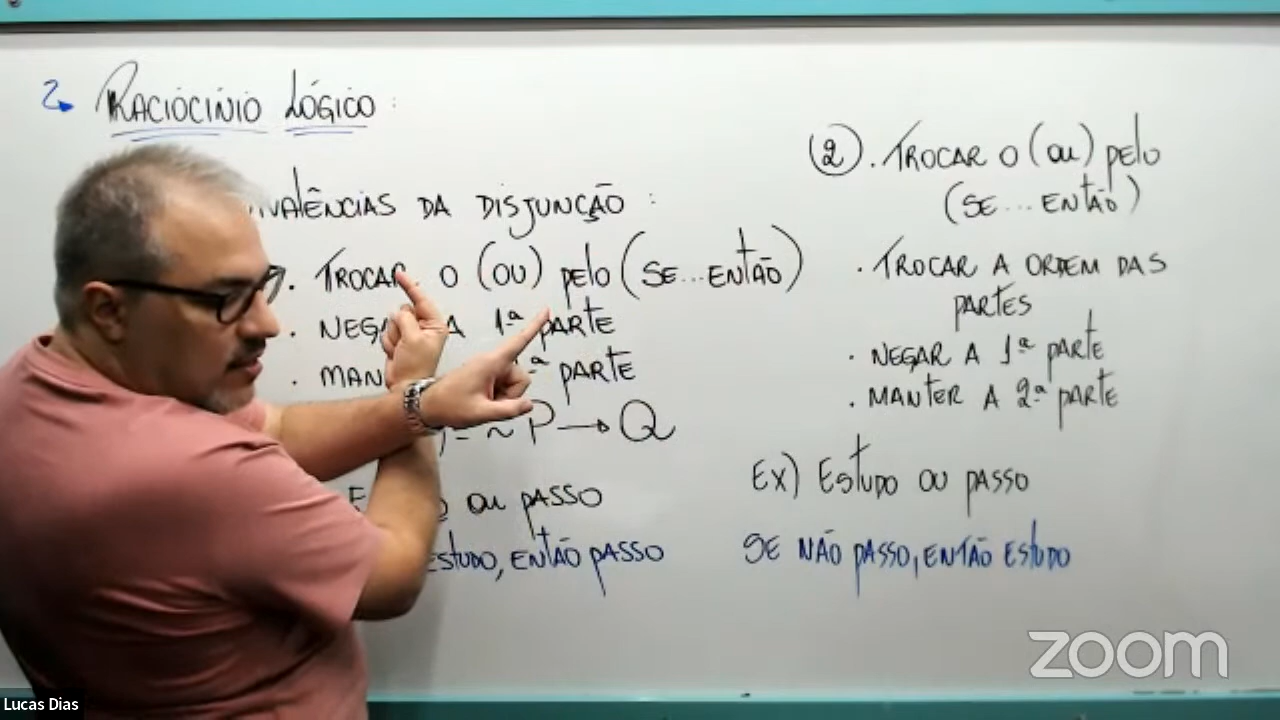 2. RACIOCÍNIO LÓGICO:
IVALÊNCIAS DA DISJUNÇÃO:
. TROCAR O (OU) PELO (SE...ENTÃO)
. NEGA A 1ª PARTE
. MAN ª PARTE
~P → Q
E OU PASSO
ESTUDO, ENTÃO PASSO
(2). TROCAR O (OU) PELO
(SE... ENTÃO)
. TROCAR A ORDEM DAS
PARTES
. NEGAR A 1ª PARTE
. MANTER A 2ª PARTE
EX) ESTUDO OU PASSO
SE NÃO PASSO, ENTÃO ESTUDO
zoom
Lucas Dias